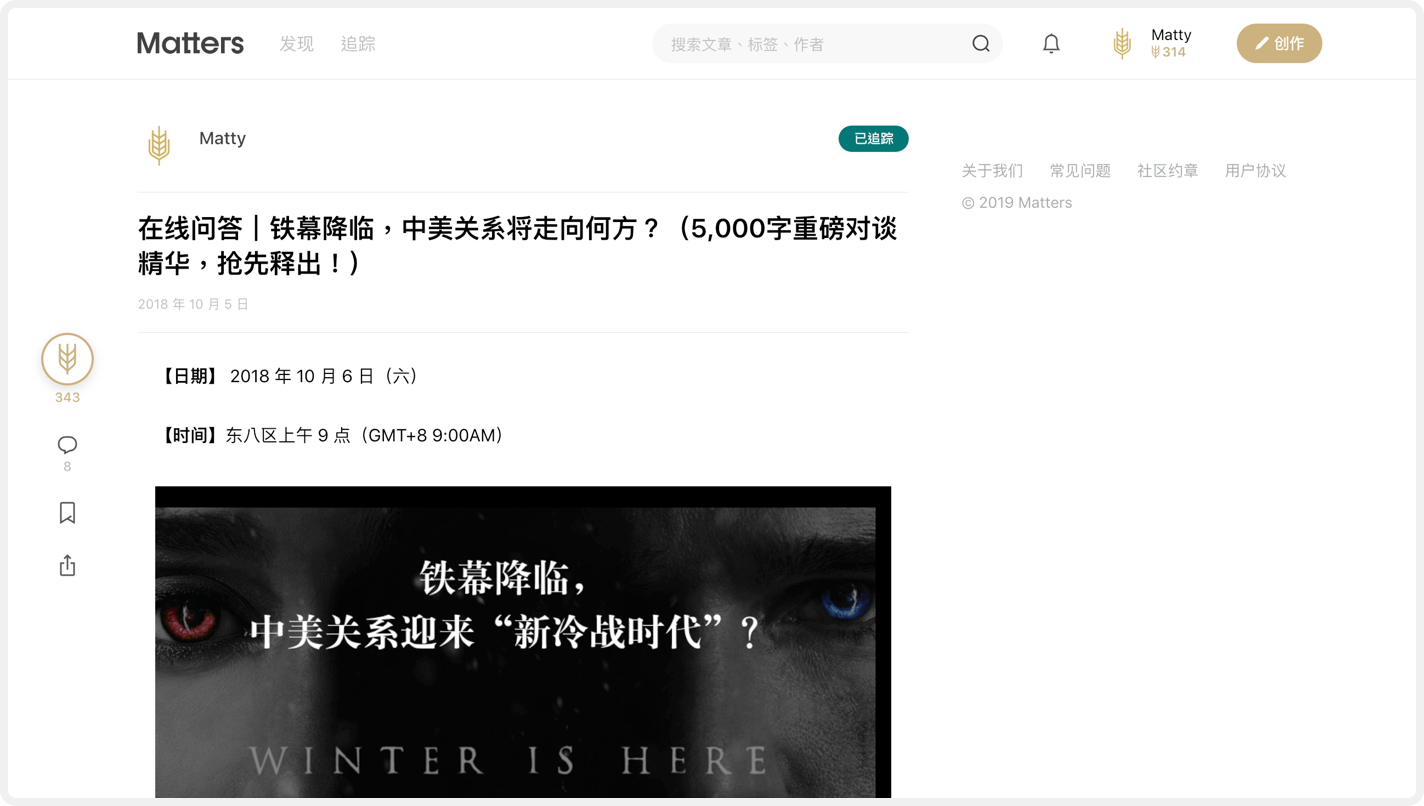 Matters
发现
追踪
搜索文章、标签、作者
Matty
314
创作
Matty
已追踪
在线问答｜铁幕降临，中美关系将走向何方？（5,000字重磅对谈
精华，抢先释出！）
2018 年 10 月 5 日
343
8
【日期】 2018 年 10 月 6 日（六）
【时间】东八区上午 9 点（GMT+8 9:00AM）
铁幕降临，
中美关系迎来“新冷战时代”？
WINTER IS HERE
关于我们
常见问题
社区约章
用户协议
© 2019 Matters